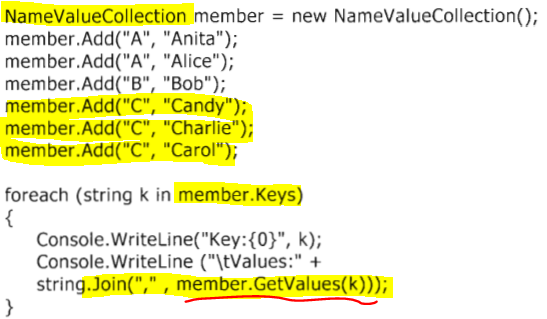 NameValueCollection member = new NameValueCollection();
member.Add("A", "Anita");
member.Add("A", "Alice");
member.Add("B", "Bob");
member.Add("C", "Candy");
member.Add("C", "Charlie");
member.Add("C", "Carol");
foreach (string k in member.Keys)
{
Console.WriteLine("Key:{0}", k);
Console.WriteLine ("\tValues:" +
string.Join("," , member.GetValues(k)));
}